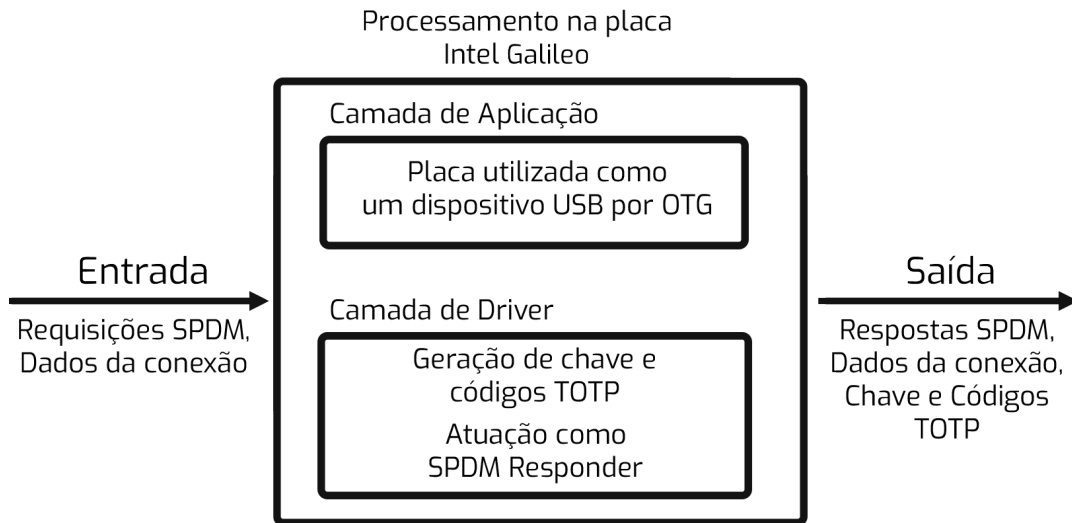 Processamento na placa
Intel Galileo
Camada de Aplicação
Placa utilizada como
um dispositivo USB por OTG
Entrada
Requisições SPDM,
Dados da conexão
Camada de Driver
Geração de chave e
códigos TOTP
Atuação como
SPDM Responder
Saída
Respostas SPDM,
Dados da conexão,
Chave e Códigos
TOTP